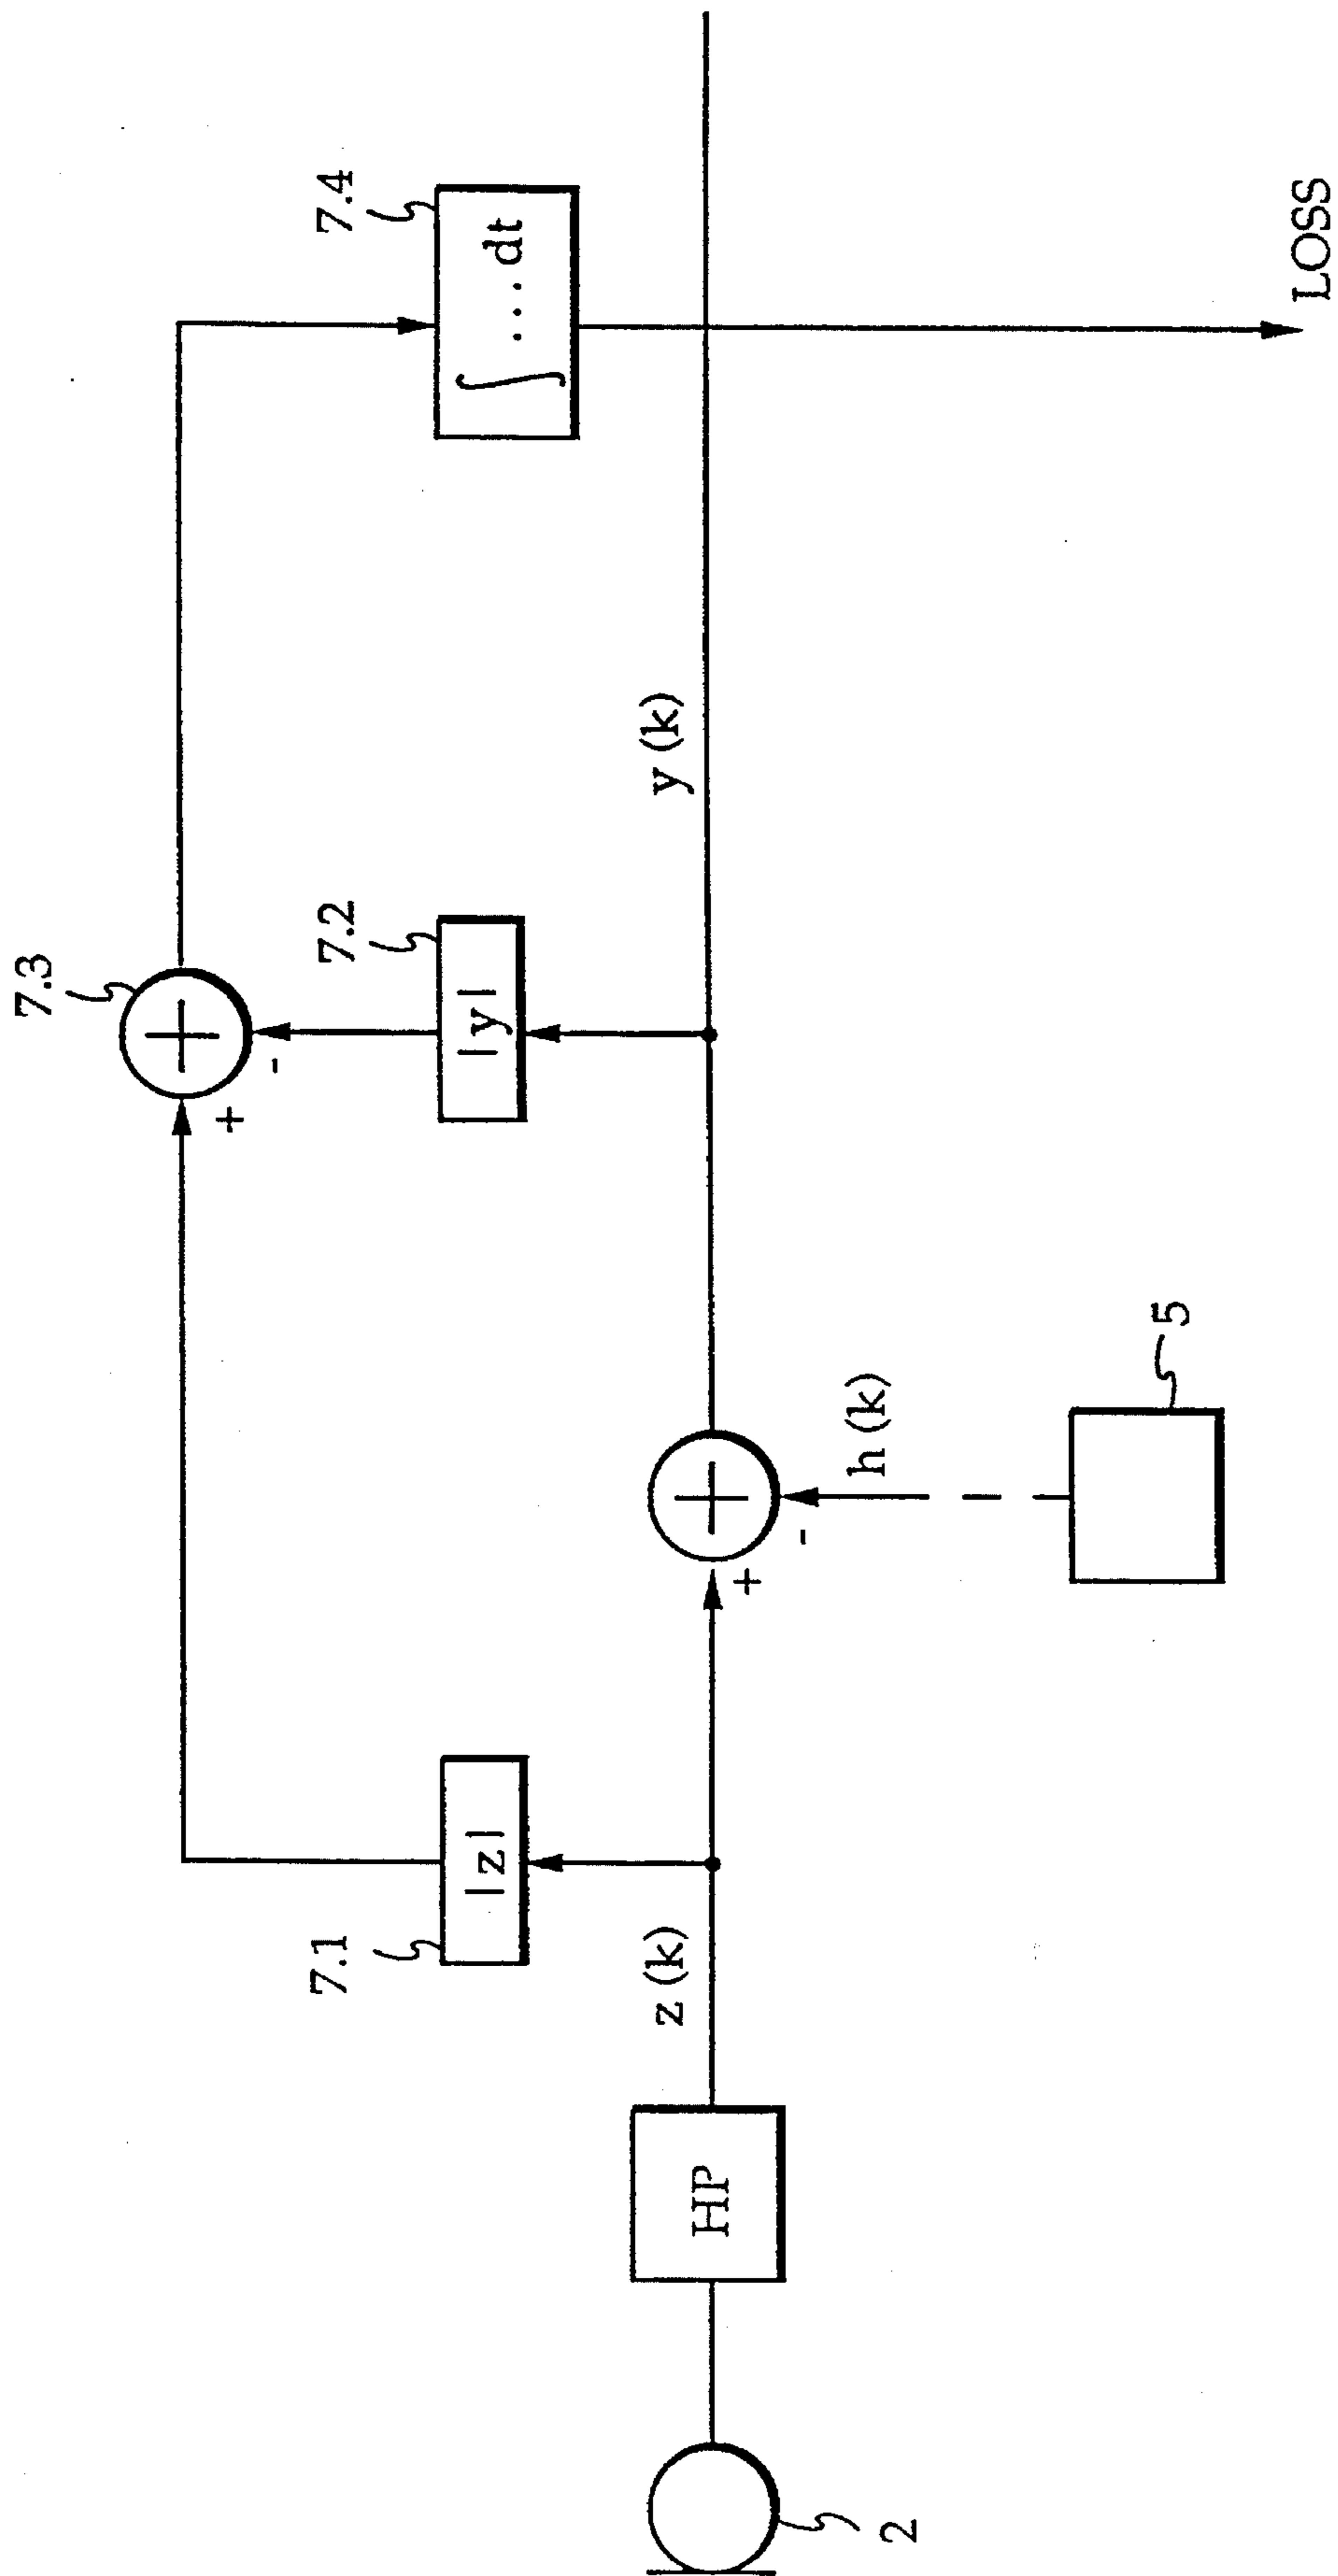 7.3
+
-
7.1
|z|
7.2
|y|
7.4
∫ ... dt
HP
z (k)
+
-
h (k)
y (k)
2
5
LOSS